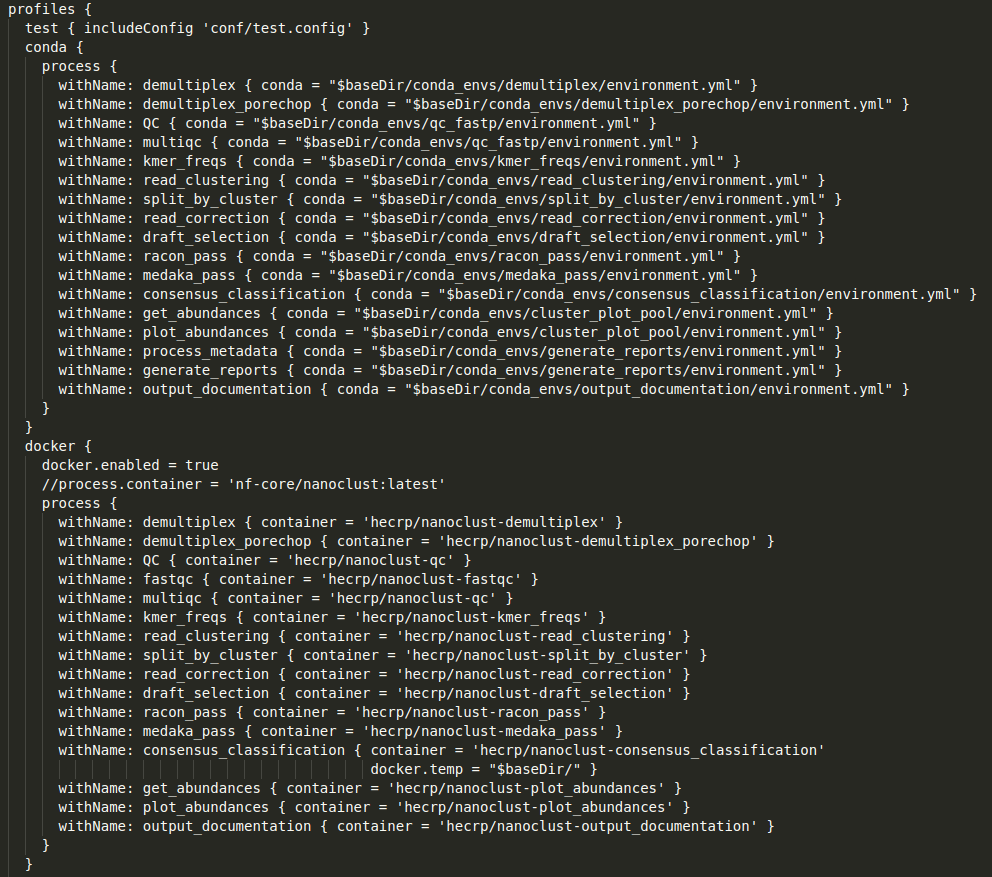 profiles {
  test { includeConfig 'conf/test.config' }
  conda {
    process {
      withName: demultiplex { conda = "$baseDir/conda_envs/demultiplex/environment.yml" }
      withName: demultiplex_porechop { conda = "$baseDir/conda_envs/demultiplex_porechop/environment.yml" }
      withName: QC { conda = "$baseDir/conda_envs/qc_fastp/environment.yml" }
      withName: multiqc { conda = "$baseDir/conda_envs/qc_fastp/environment.yml" }
      withName: kmer_freqs { conda = "$baseDir/conda_envs/kmer_freqs/environment.yml" }
      withName: read_clustering { conda = "$baseDir/conda_envs/read_clustering/environment.yml" }
      withName: split_by_cluster { conda = "$baseDir/conda_envs/split_by_cluster/environment.yml" }
      withName: read_correction { conda = "$baseDir/conda_envs/read_correction/environment.yml" }
      withName: draft_selection { conda = "$baseDir/conda_envs/draft_selection/environment.yml" }
      withName: racon_pass { conda = "$baseDir/conda_envs/racon_pass/environment.yml" }
      withName: medaka_pass { conda = "$baseDir/conda_envs/medaka_pass/environment.yml" }
      withName: consensus_classification { conda = "$baseDir/conda_envs/consensus_classification/environment.yml" }
      withName: get_abundances { conda = "$baseDir/conda_envs/cluster_plot_pool/environment.yml" }
      withName: plot_abundances { conda = "$baseDir/conda_envs/cluster_plot_pool/environment.yml" }
      withName: process_metadata { conda = "$baseDir/conda_envs/generate_reports/environment.yml" }
      withName: generate_reports { conda = "$baseDir/conda_envs/generate_reports/environment.yml" }
      withName: output_documentation { conda = "$baseDir/conda_envs/output_documentation/environment.yml" }
    }
  }
  docker {
    docker.enabled = true
    //process.container = 'nf-core/nanoclust:latest'
    process {
      withName: demultiplex { container = 'hecrp/nanoclust-demultiplex' }
      withName: demultiplex_porechop { container = 'hecrp/nanoclust-demultiplex_porechop' }
      withName: QC { container = 'hecrp/nanoclust-qc' }
      withName: fastqc { container = 'hecrp/nanoclust-fastqc' }
      withName: multiqc { container = 'hecrp/nanoclust-qc' }
      withName: kmer_freqs { container = 'hecrp/nanoclust-kmer_freqs' }
      withName: read_clustering { container = 'hecrp/nanoclust-read_clustering' }
      withName: split_by_cluster { container = 'hecrp/nanoclust-split_by_cluster' }
      withName: read_correction { container = 'hecrp/nanoclust-read_correction' }
      withName: draft_selection { container = 'hecrp/nanoclust-draft_selection' }
      withName: racon_pass { container = 'hecrp/nanoclust-racon_pass' }
      withName: medaka_pass { container = 'hecrp/nanoclust-medaka_pass' }
      withName: consensus_classification { container = 'hecrp/nanoclust-consensus_classification'
                                           docker.temp = "$baseDir/" }
      withName: get_abundances { container = 'hecrp/nanoclust-plot_abundances' }
      withName: plot_abundances { container = 'hecrp/nanoclust-plot_abundances' }
      withName: output_documentation { container = 'hecrp/nanoclust-output_documentation' }
    }
  }